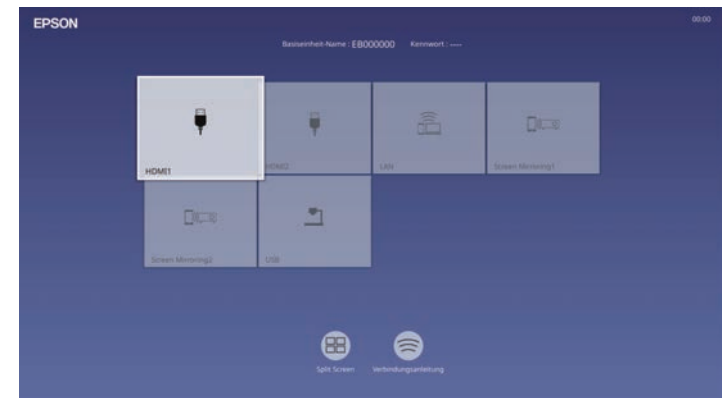 EPSON
00:00
Basiseinheit-Name : EB000000 Kennwort : ----
HDMI1
HDMI2
LAN
Screen Mirroring1
Screen Mirroring2
USB
Split Screen
Verbindungsanleitung